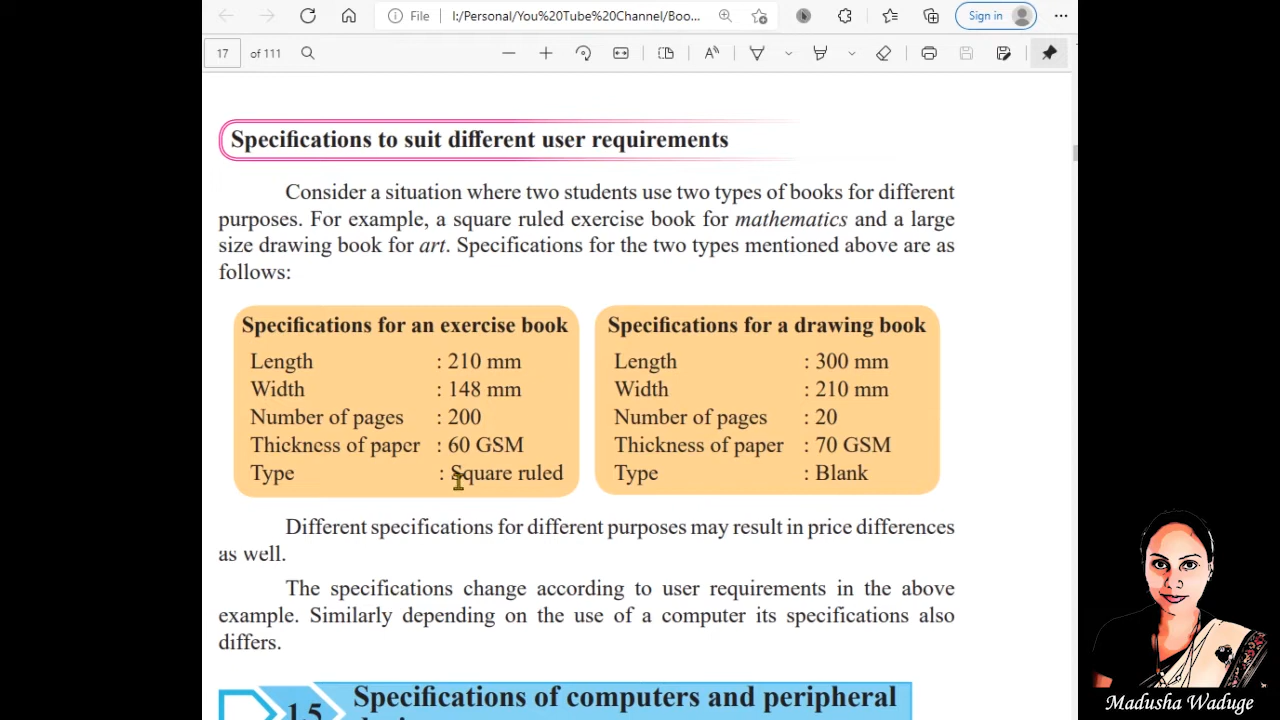 File
I:/Personal/You%20Tube%20Channel/Boo...
Sign in
17 of 111
Specifications to suit different user requirements
Consider a situation where two students use two types of books for different
purposes. For example, a square ruled exercise book for mathematics and a large
size drawing book for art. Specifications for the two types mentioned above are as
follows:
Specifications for an exercise book
Length : 210 mm
Width : 148 mm
Number of pages : 200
Thickness of paper : 60 GSM
Type : Square ruled
Specifications for a drawing book
Length : 300 mm
Width : 210 mm
Number of pages : 20
Thickness of paper : 70 GSM
Type : Blank
Different specifications for different purposes may result in price differences
as well.
The specifications change according to user requirements in the above
example. Similarly depending on the use of a computer its specifications also
differs.
1.5
Specifications of computers and peripheral
Madusha Waduge